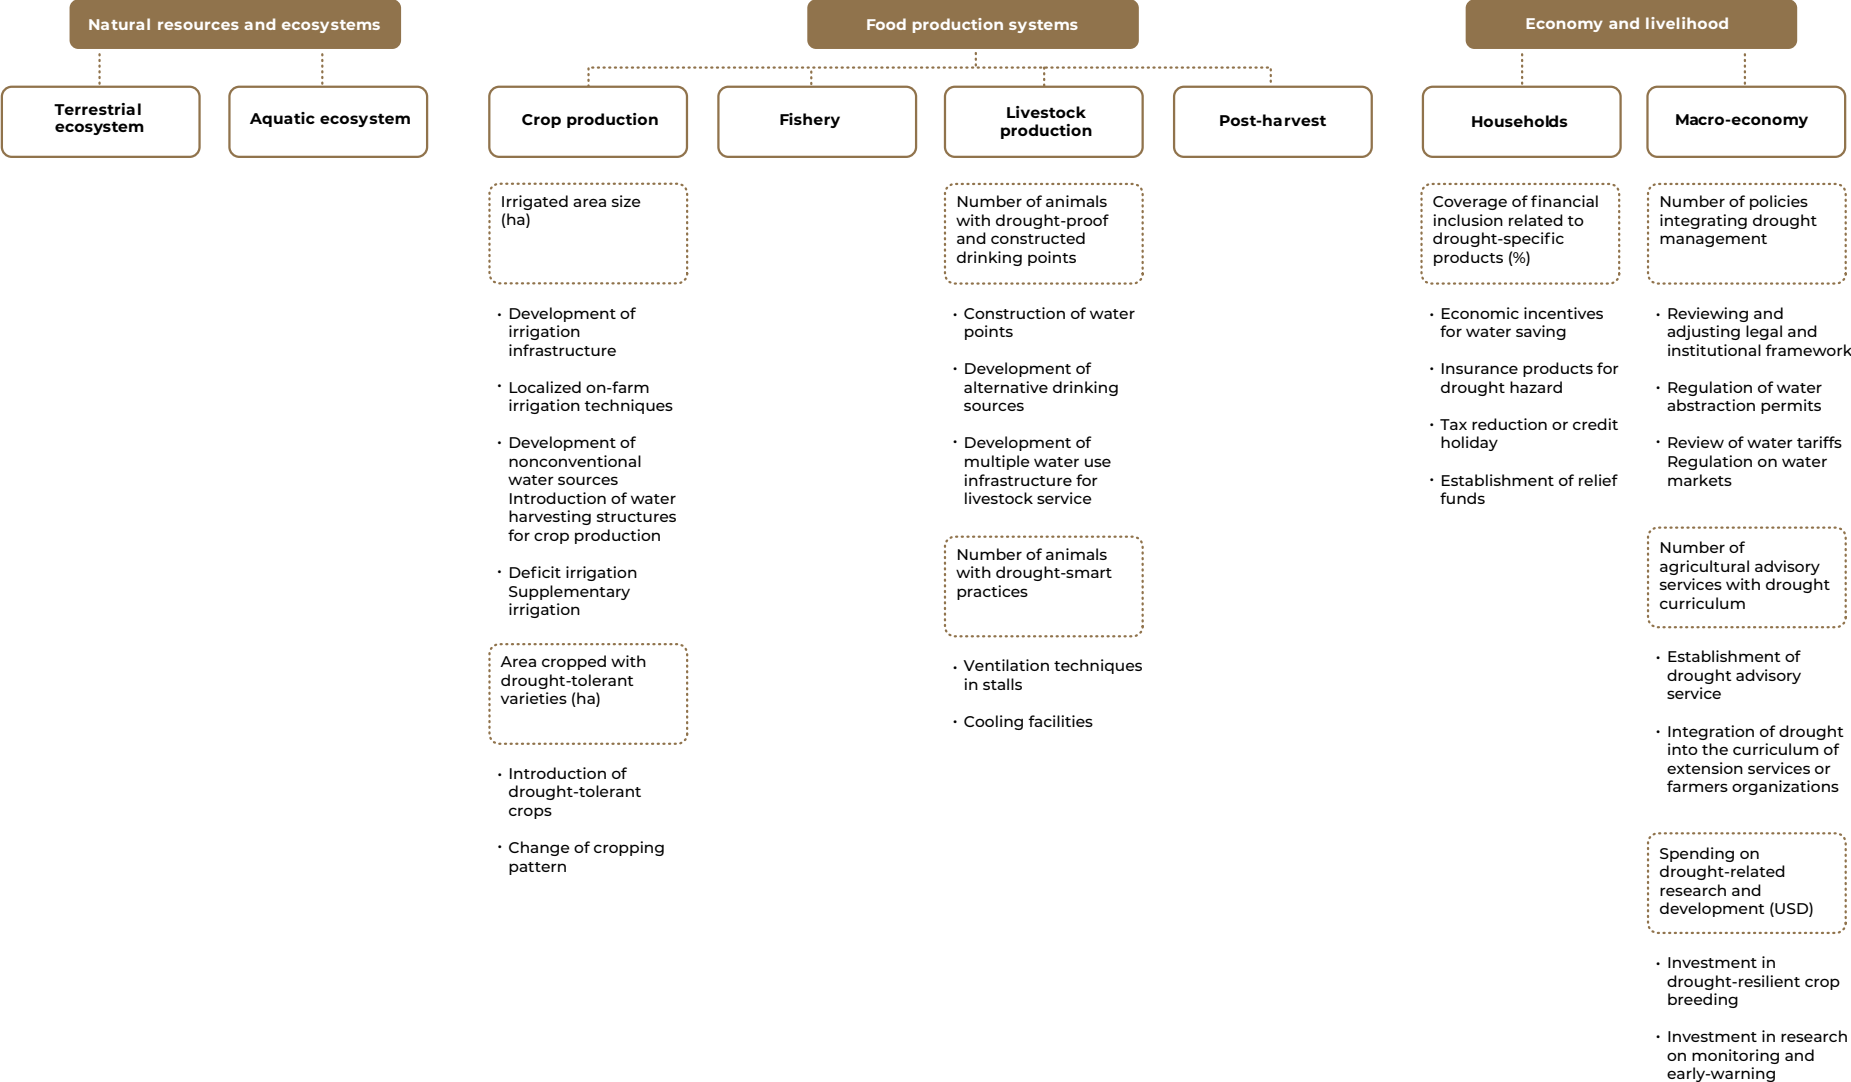 Natural resources and ecosystems
Food production systems
Economy and livelihood
Terrestrial
ecosystem
Aquatic ecosystem
Crop production
Fishery
Livestock
production
Post-harvest
Households
Macro-economy
Irrigated area size
(ha)
• Development of
irrigation
infrastructure
• Localized on-farm
irrigation techniques
• Development of
nonconventional
water sources
Introduction of water
harvesting structures
for crop production
• Deficit irrigation
Supplementary
irrigation
Area cropped with
drought-tolerant
varieties (ha)
• Introduction of
drought-tolerant
crops
• Change of cropping
pattern
Number of animals
with drought-proof
and constructed
drinking points
• Construction of water
points
• Development of
alternative drinking
sources
• Development of
multiple water use
infrastructure for
livestock service
Number of animals
with drought-smart
practices
• Ventilation techniques
in stalls
• Cooling facilities
Coverage of financial
inclusion related to
drought-specific
products (%)
• Economic incentives
for water saving
• Insurance products for
drought hazard
• Tax reduction or credit
holiday
• Establishment of relief
funds
Number of policies
integrating drought
management
• Reviewing and
adjusting legal and
institutional framework
• Regulation of water
abstraction permits
• Review of water tariffs
Regulation on water
markets
Number of
agricultural advisory
services with drought
curriculum
• Establishment of
drought advisory
service
• Integration of drought
into the curriculum of
extension services or
farmers organizations
Spending on
drought-related
research and
development (USD)
• Investment in
drought-resilient crop
breeding
• Investment in research
on monitoring and
early-warning